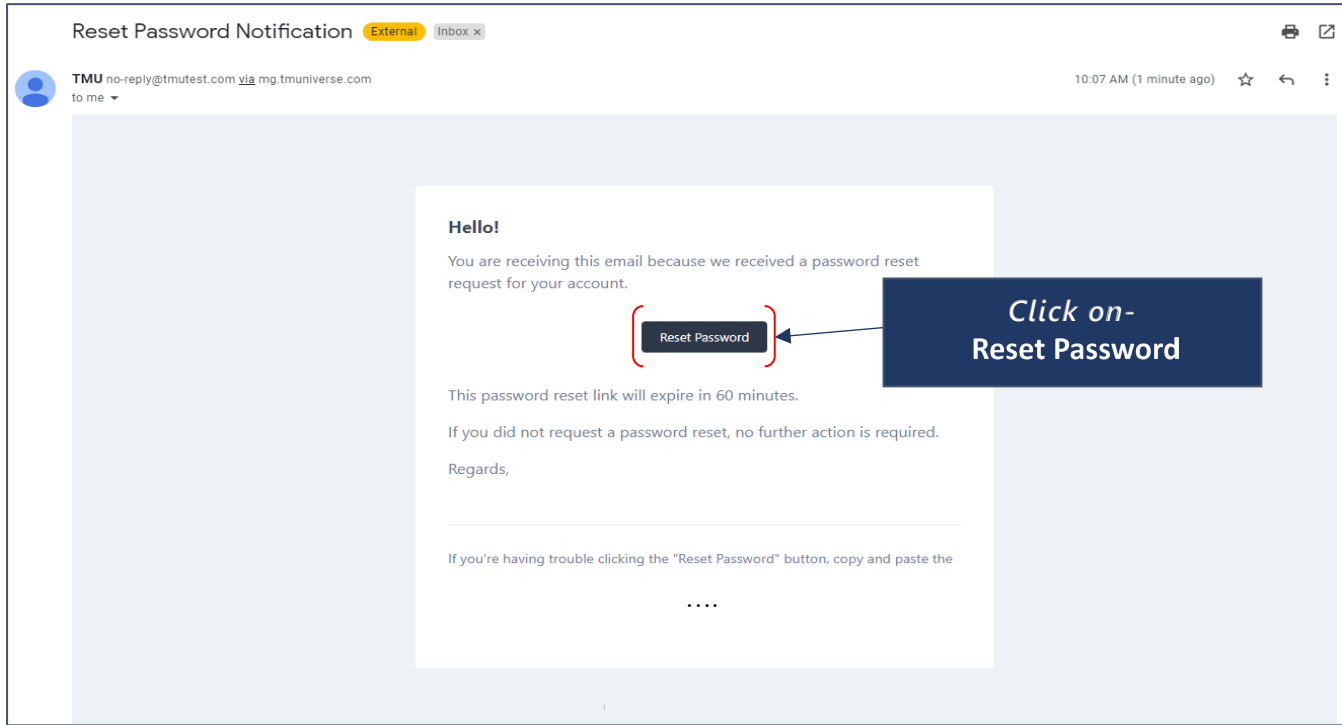 Reset Password Notification External Inbox x
TMU no-reply@tmutest.com via mg.tmuniverse.com 10:07 AM (1 minute ago)
to me
Hello!
You are receiving this email because we received a password reset
request for your account.
Click on-
Reset Password
Reset Password
This password reset link will expire in 60 minutes.
If you did not request a password reset, no further action is required.
Regards,
If you're having trouble clicking the "Reset Password" button, copy and paste the
....